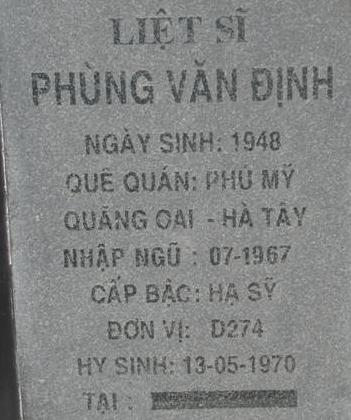 LIỆT SĨ
PHÙNG VĂN ĐỊNH
NGÀY SINH: 1948
QUÊ QUÁN: PHÚ MỸ
QUẢNG OAI - HÀ TÂY
NHẬP NGŨ : 07-1967
CẤP BẬC: HẠ SỸ
ĐƠN VỊ: D274
HY SINH: 13-05-1970
TẠI :